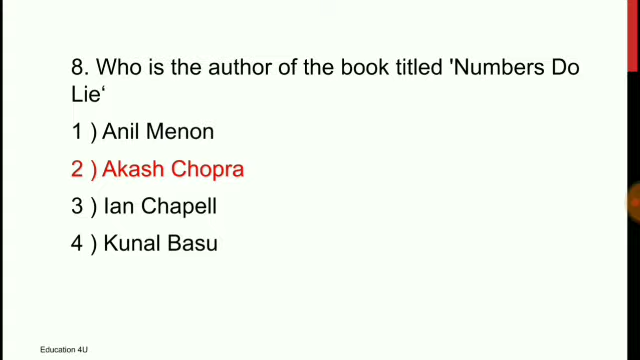 8. Who is the author of the book titled 'Numbers Do
Lie‘
1 ) Anil Menon
2 ) Akash Chopra
3 ) Ian Chapell
4 ) Kunal Basu
Education 4U